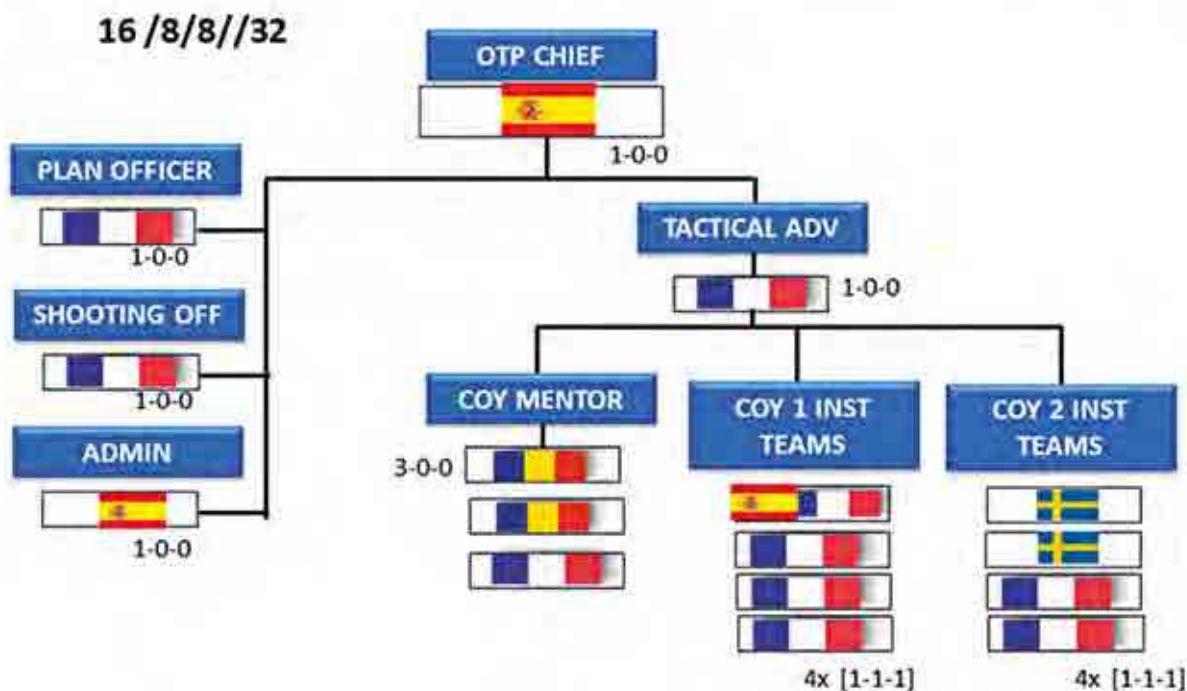 16 /8/8//32
OTP CHIEF
1-0-0
PLAN OFFICER
1-0-0
SHOOTING OFF
1-0-0
ADMIN
1-0-0
TACTICAL ADV
1-0-0
COY MENTOR
3-0-0
COY 1 INST
TEAMS
4x [1-1-1]
COY 2 INST
TEAMS
4x [1-1-1]